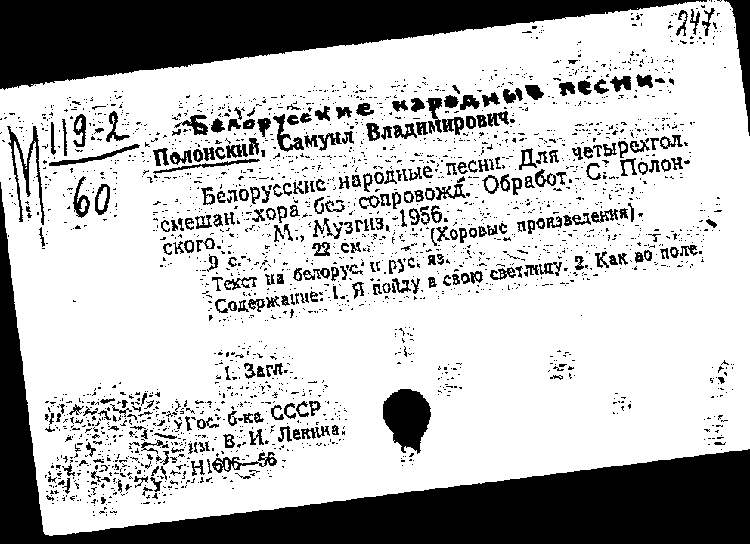 247
М 119-2
60
Белорусские народные песни...
Полонский, Самуил Владимирович.
Белорусские народные песни. Для четырехгол.
смешан. хора без сопровожд. Обработ. С. Полон-
ского. М., Музгиз, 1956.
9 с. 22 см. (Хоровые произведения).
Текст на белорус. и рус. яз.
Содержание: 1. Я пойду в свою светлицу. 2. Как во поле.
1. Загл.
Гос. б-ка СССР
им. В. И. Ленина.
Н1606—56